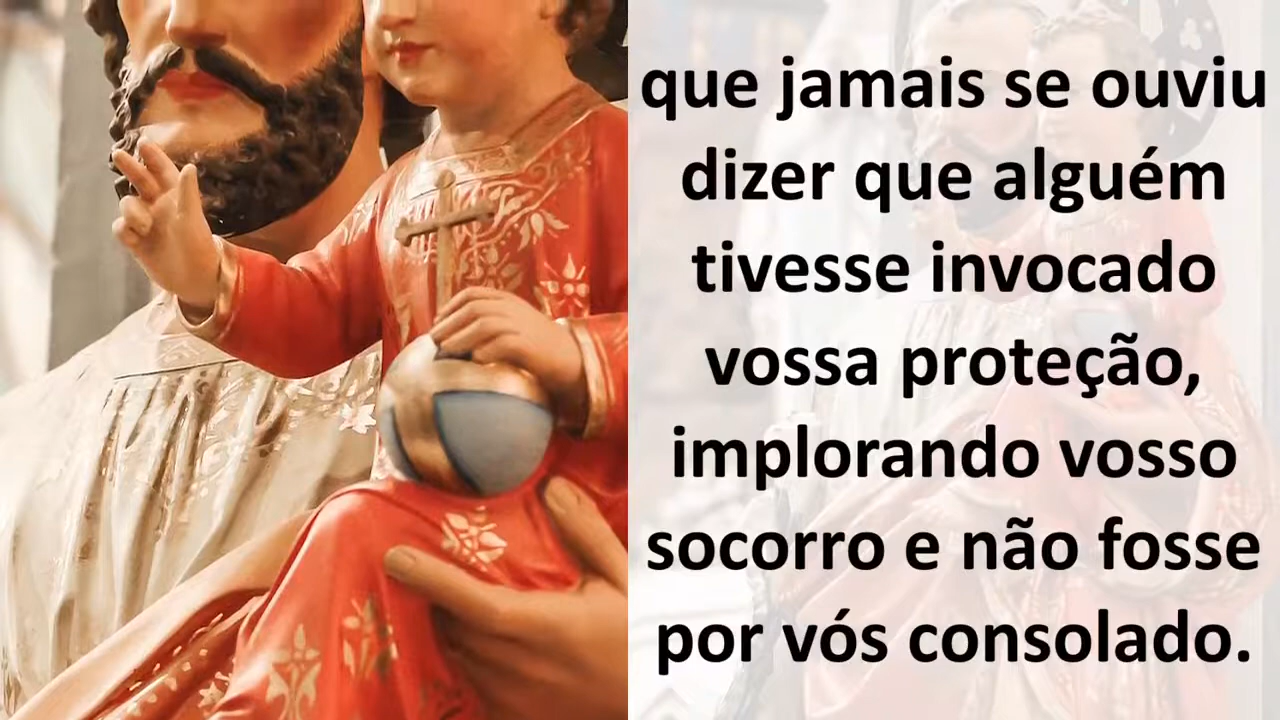 que jamais se ouviu
dizer que alguém
tivesse invocado
vossa proteção,
implorando vosso
socorro e não fosse
por vós consolado.